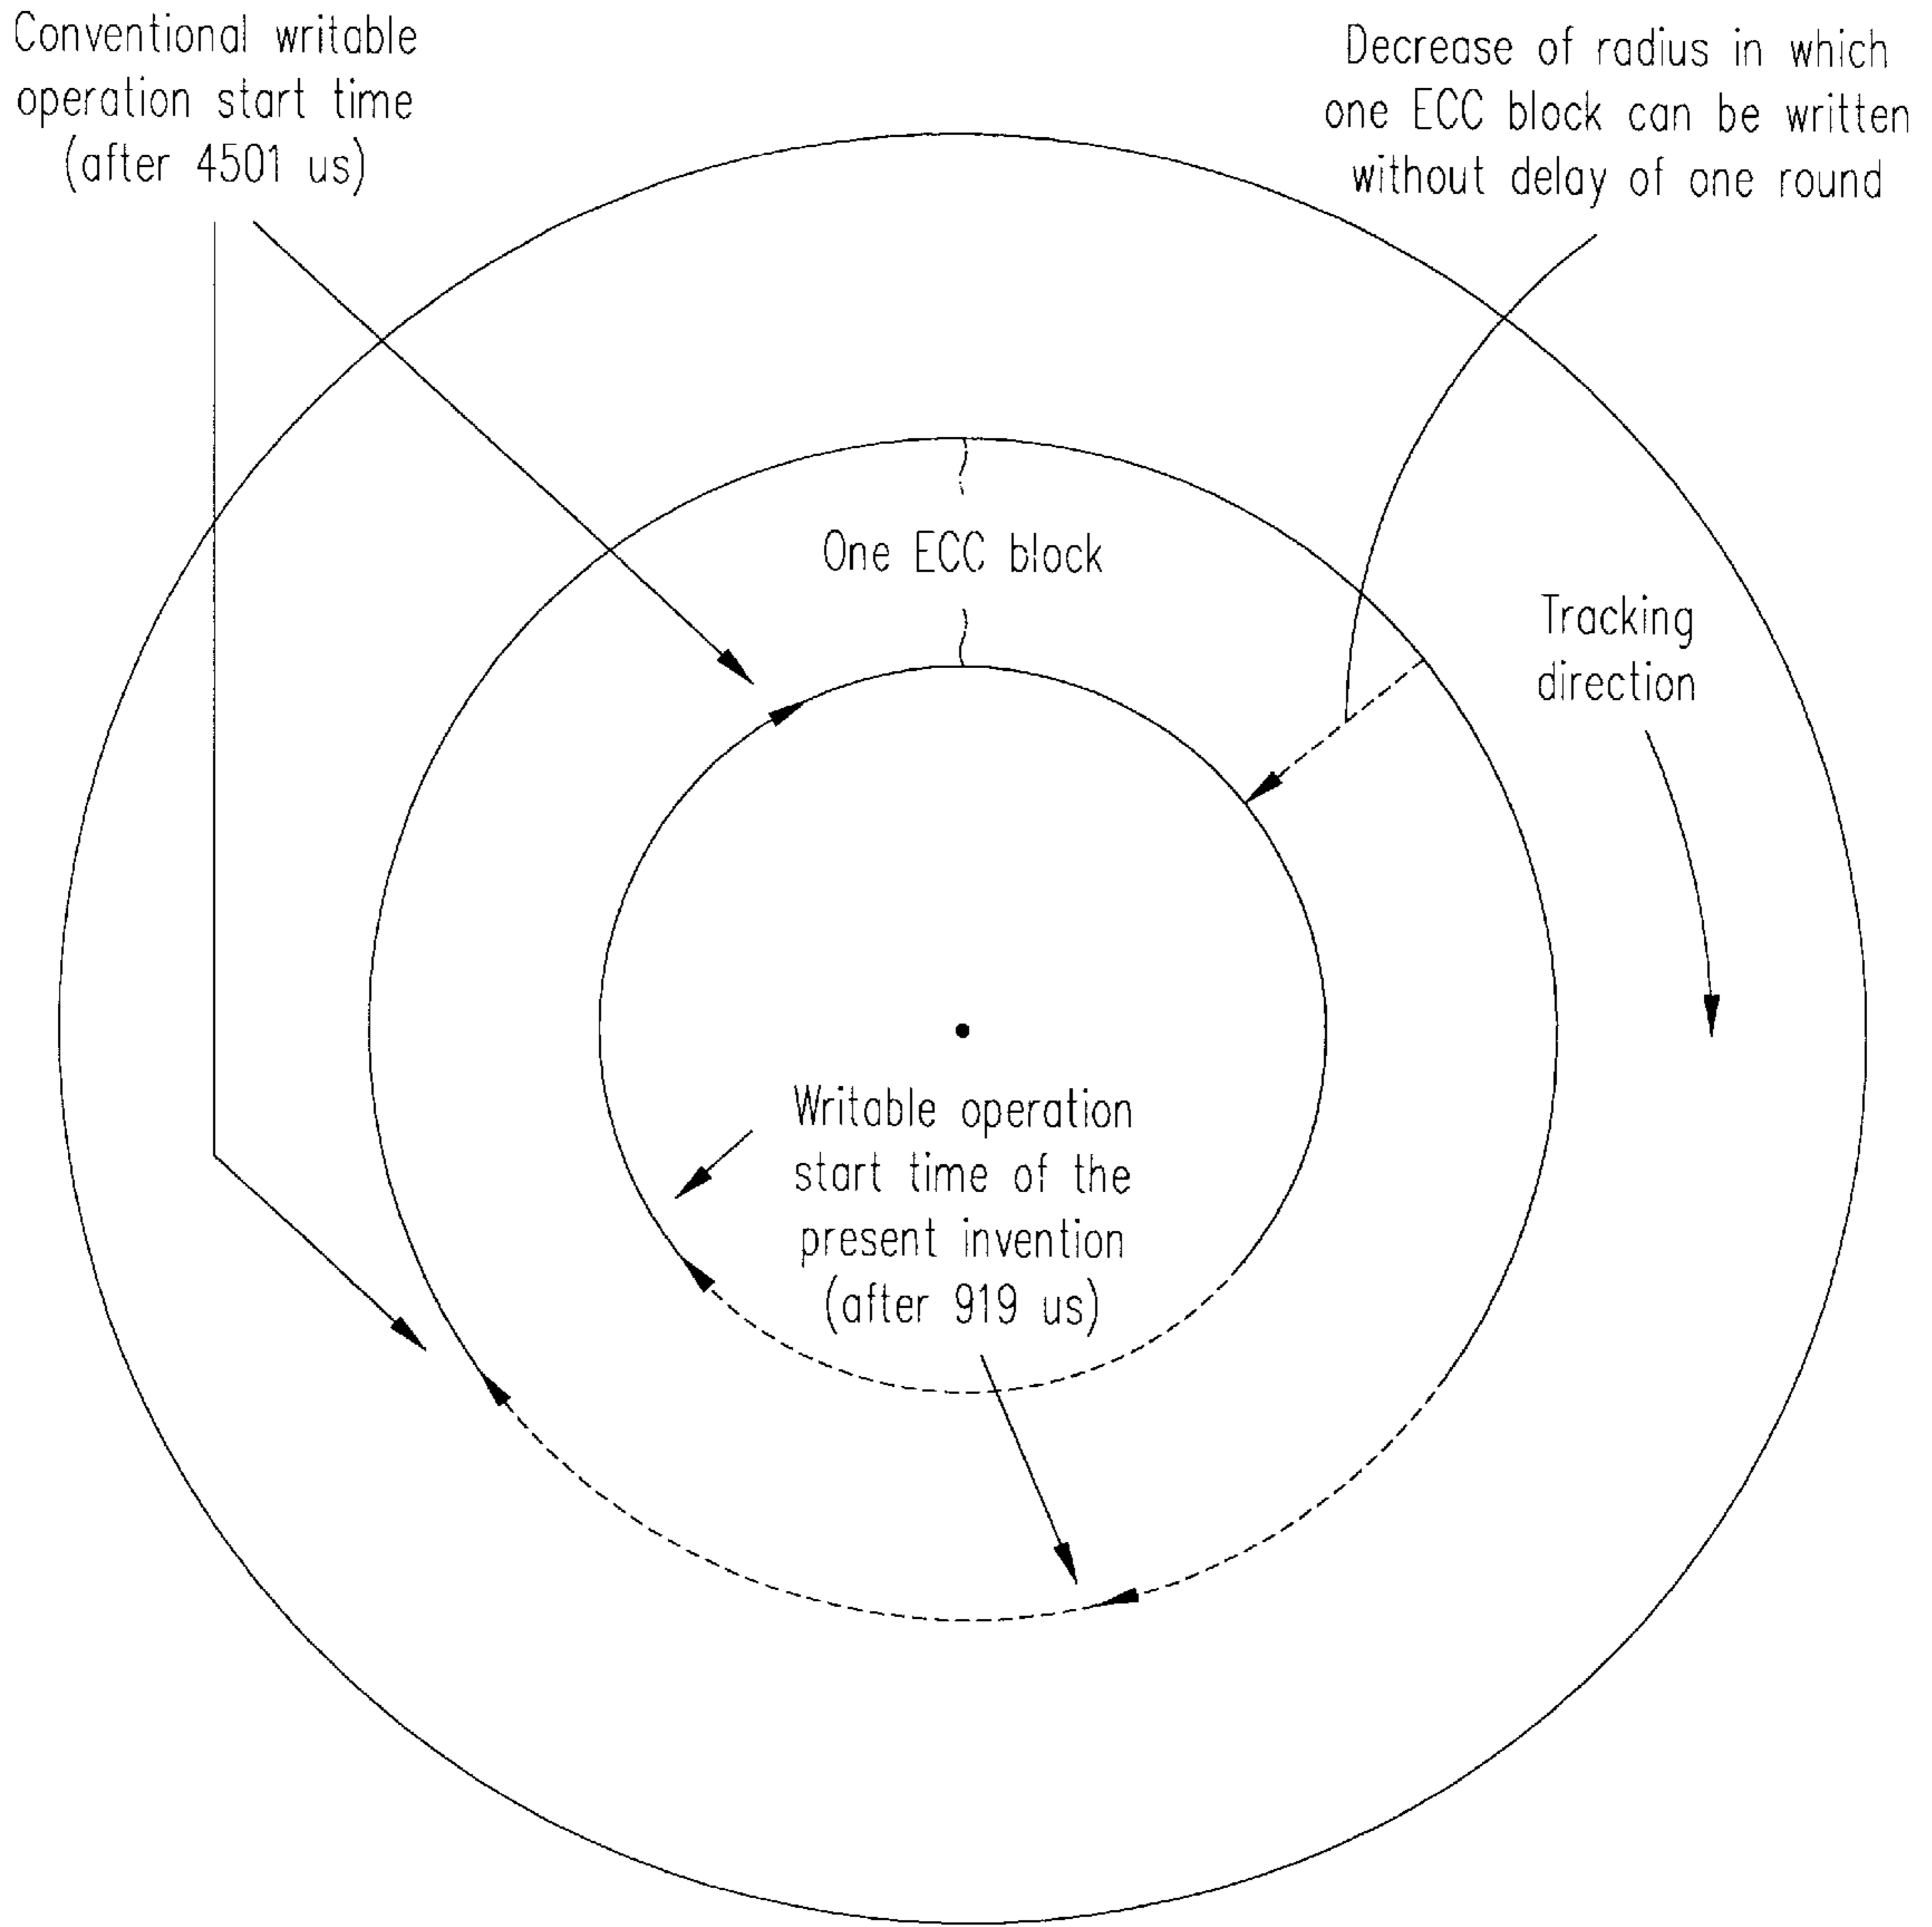 Conventional writable
operation start time
(after 4501 us)
Decrease of radius in which
one ECC block can be written
without delay of one round
One ECC block
Tracking
direction
Writable operation
start time of the
present invention
(after 919 us)